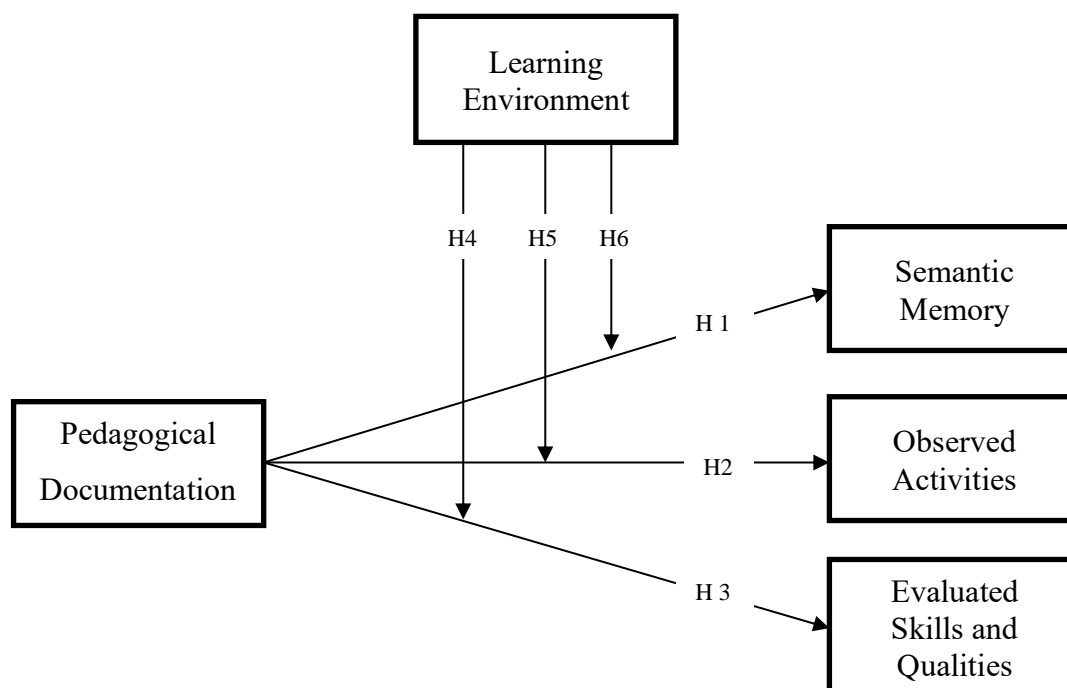 Learning
Environment
H4
H5
H6
Semantic
Memory
H 1
Pedagogical
Documentation
H2
Observed
Activities
H 3
Evaluated
Skills and
Qualities